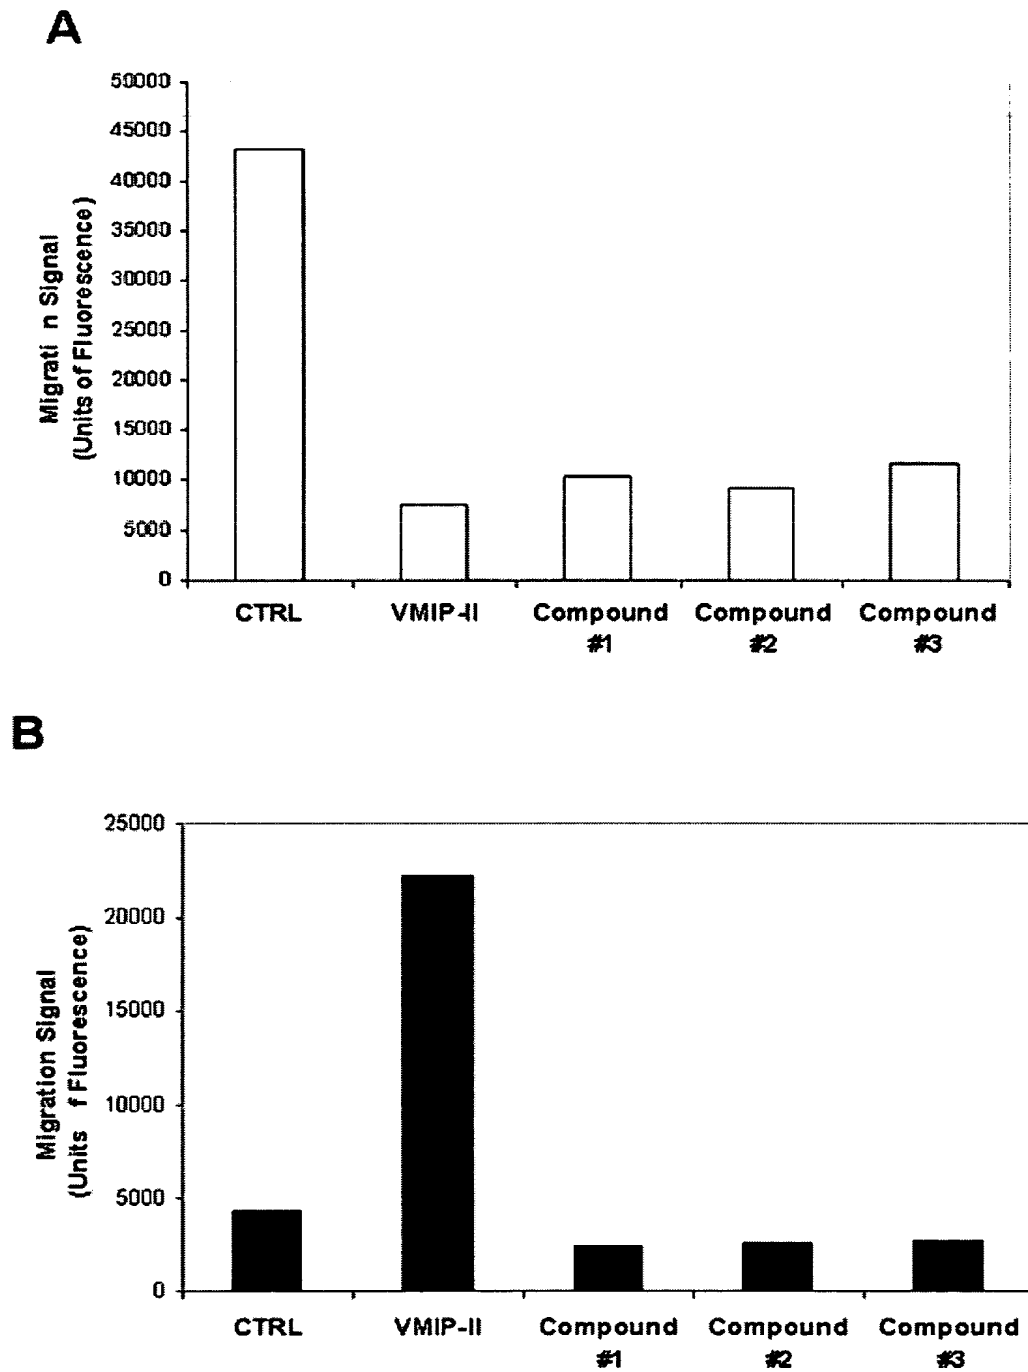 A
50000
45000
40000
35000
30000
25000
20000
15000
10000
5000
0
Migrati n Signal
(Units of Fluorescence)
CTRL VMIP-II Compound Compound Compound
#1 #2 #3
B
25000
20000
15000
10000
5000
0
Migration Signal
(Units f Fluorescence)
CTRL VMIP-II Compound Compound Compound
#1 #2 #3